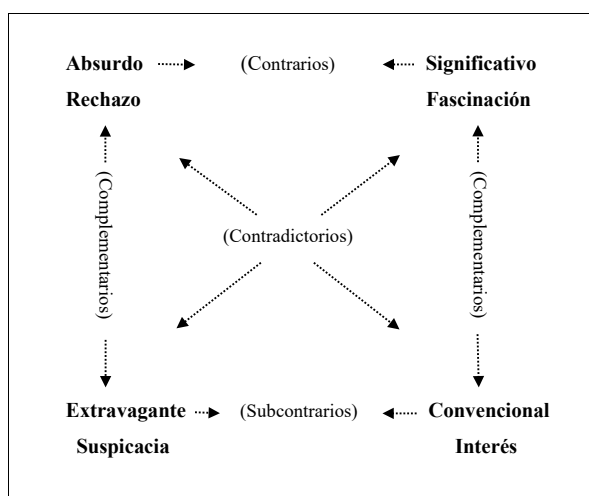 Absurdo (Contrarios) Significativo
Rechazo Fascinación
(Complementarios) (Complementarios)
(Contradictorios)
Extravagante (Subcontrarios) Convencional
Suspicacia Interés